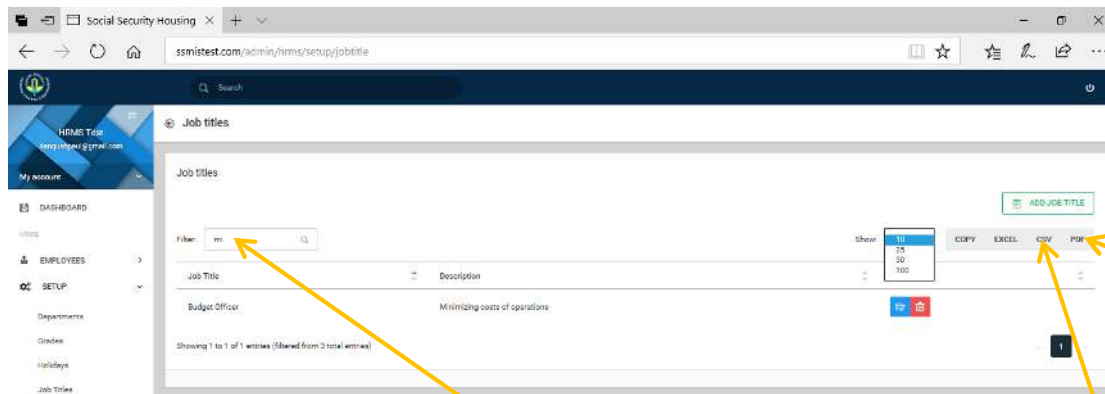 Social Security Housing
ssmistest.com/admin/hrms/setup/jobtitle
Search
HRMS Test
Job titles
My account
Job titles
DASHBOARD
ADD JOB TITLE
HRMS
Filter:
Show: 10
COPY EXCEL CSV PDF
25
50
100
EMPLOYEES
Job Title Description
SETUP
Budget Officer Minimizing costs of operations
Departments
Grades
Showing 1 to 1 of 1 entries (filtered from 3 total entries)
1
Holidays
Job Titles